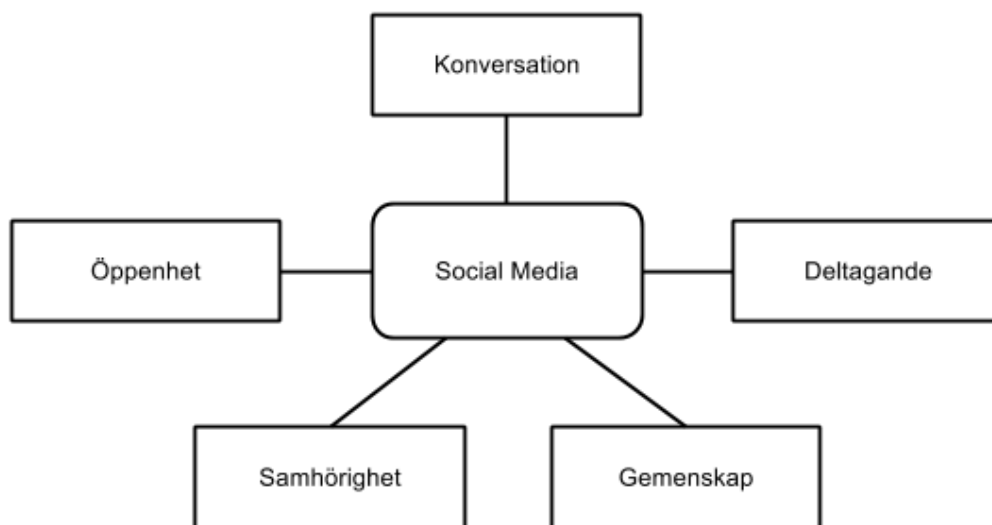 Konversation
Öppenhet
Social Media
Deltagande
Samhörighet
Gemenskap